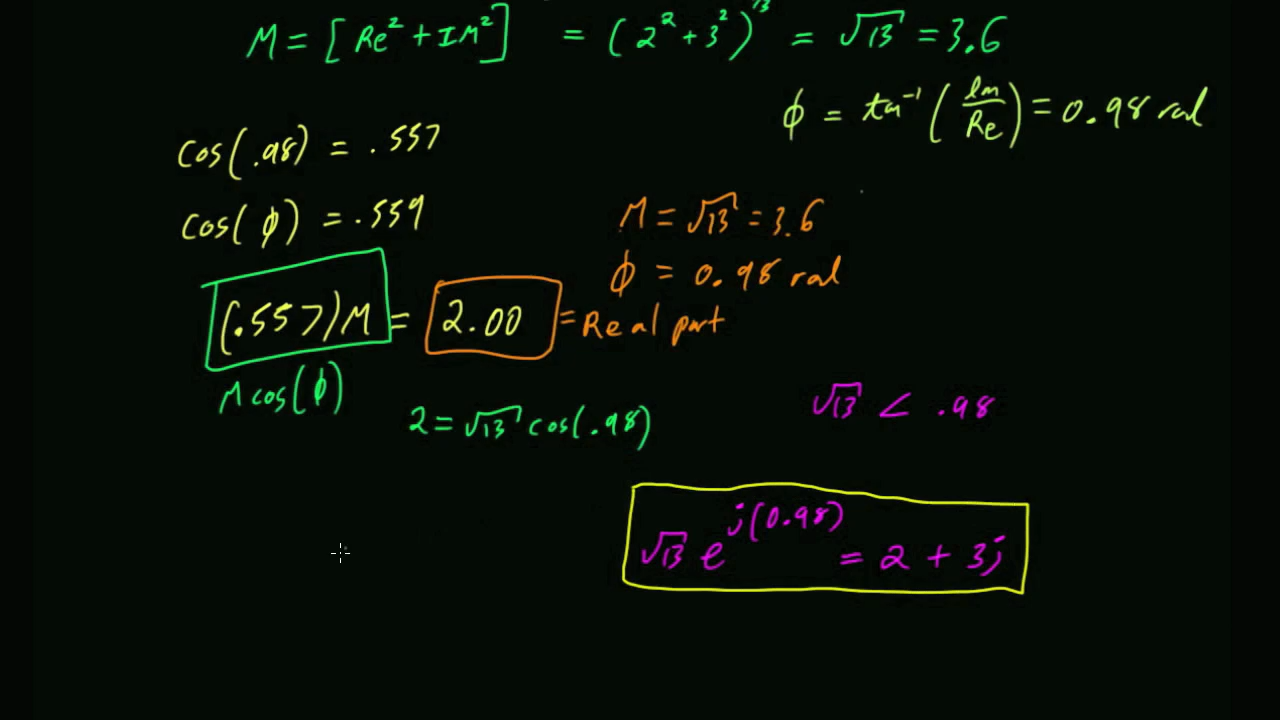 M = [Re² + IM²] = (2² + 3²)^½ = √13 = 3.6
ϕ = tan⁻¹(Im/Re) = 0.98 rad
cos(.98) = .557
cos(ϕ) = .559
M = √13 = 3.6
ϕ = 0.98 rad
(.557)M = 2.00 = Real part
M cos(ϕ)
2 = √13 cos(.98)
√13 ∠ .98
√13 e^j(0.98) = 2 + 3j